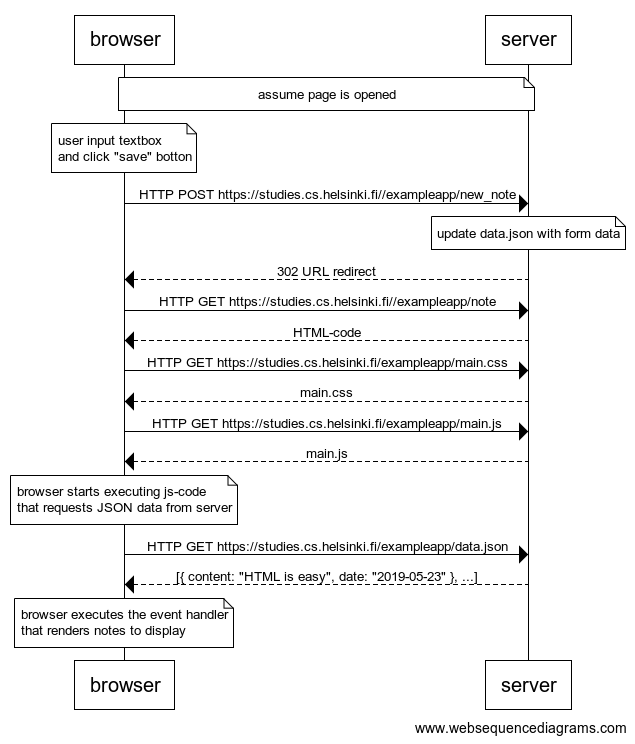 browser
server
assume page is opened
user input textbox
and click "save" botton
HTTP POST https://studies.cs.helsinki.fi//exampleapp/new_note
update data.json with form data
302 URL redirect
HTTP GET https://studies.cs.helsinki.fi//exampleapp/note
HTML-code
HTTP GET https://studies.cs.helsinki.fi/exampleapp/main.css
main.css
HTTP GET https://studies.cs.helsinki.fi/exampleapp/main.js
main.js
browser starts executing js-code
that requests JSON data from server
HTTP GET https://studies.cs.helsinki.fi/exampleapp/data.json
[{ content: "HTML is easy", date: "2019-05-23" }, ...]
browser executes the event handler
that renders notes to display
browser
server
www.websequencediagrams.com